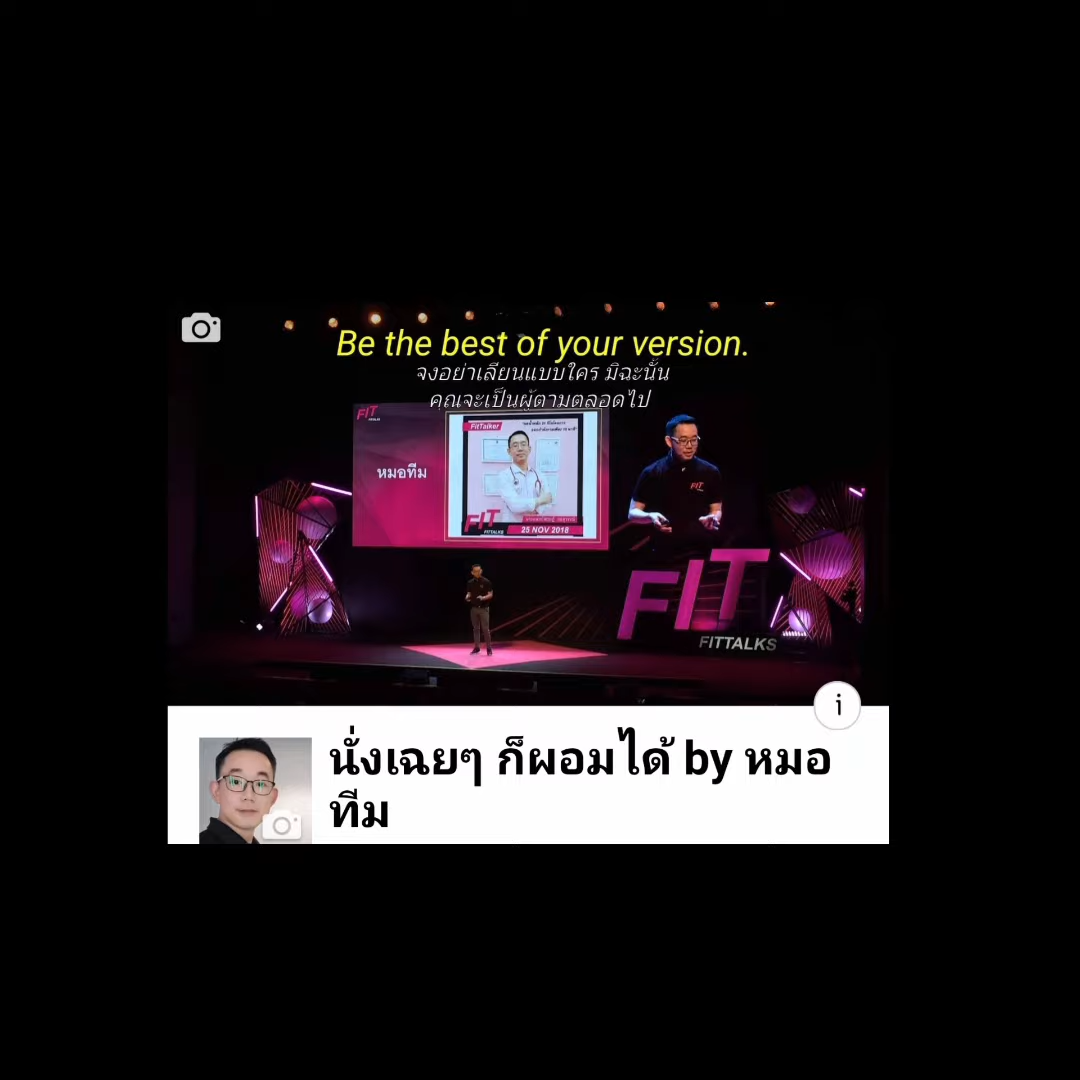 Be the best of your version.
จงอย่าเลียนแบบใคร มิฉะนั้น
คุณจะเป็นผู้ตามตลอดไป
FIT
FitTalker
หมอทีม
FIT
FITTALKS
25 NOV 2018
FIT
FIT
FITTALKS
i
นั่งเฉยๆ ก็ผอมได้ by หมอ
ทีม